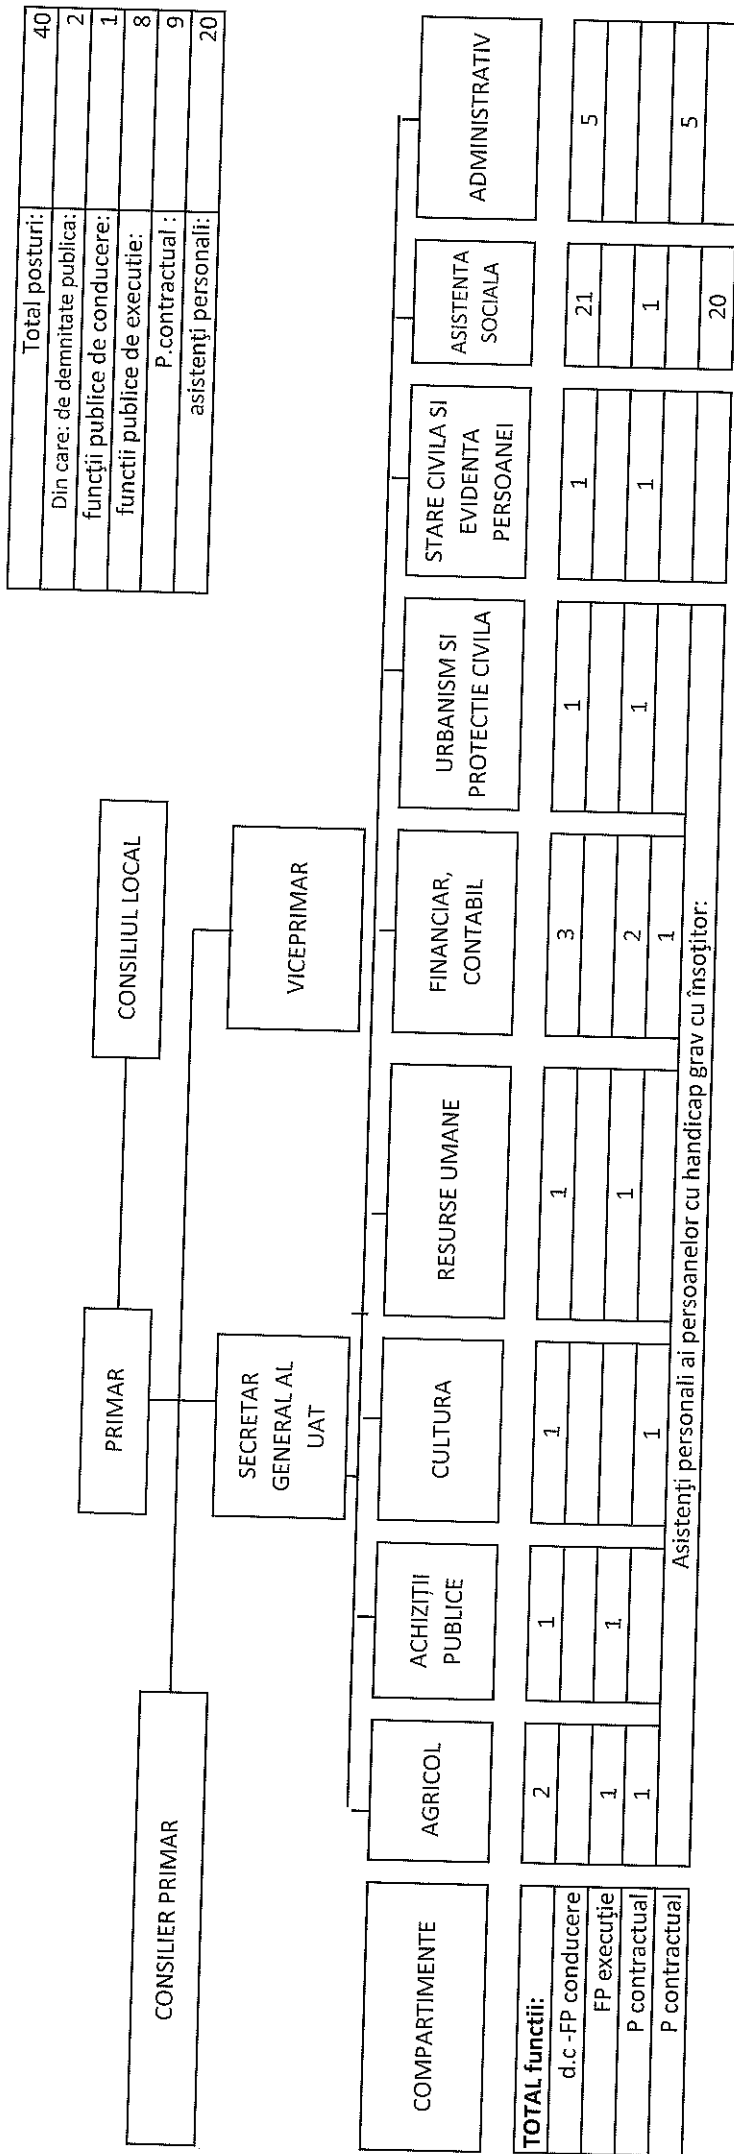 Total posturi: 40
Din care: de demnitate publica: 2
funcții publice de conducere: 1
functii publice de executie: 8
P.contractual : 9
asistenți personali: 20
PRIMAR
CONSILIUL LOCAL
CONSILIER PRIMAR
SECRETAR
GENERAL AL
UAT
VICEPRIMAR
COMPARTIMENTE
AGRICOL
ACHIZIȚII
PUBLICE
CULTURA
RESURSE UMANE
FINANCIAR,
CONTABIL
URBANISM SI
PROTECTIE CIVILA
STARE CIVILA SI
EVIDENTA
PERSOANEI
ASISTENTA
SOCIALA
ADMINISTRATIV
TOTAL functii: 2 1 1 1 3 1 1 21 5
d.c -FP conducere
FP execuție 1 1 1 2 1 1 1
P contractual 1 1 1 5
P contractual Asistenți personali ai persoanelor cu handicap grav cu însoțitor: 20